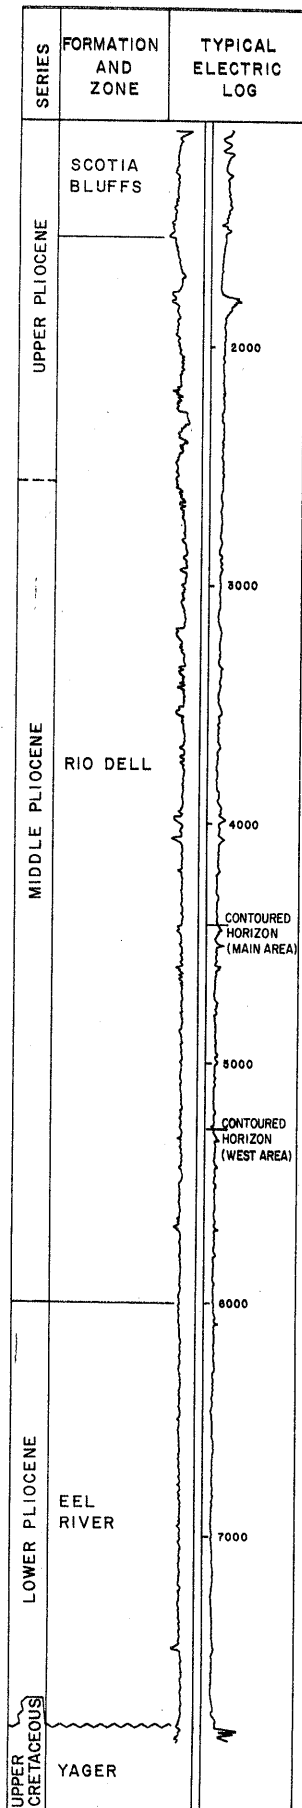 SERIES
FORMATION
AND
ZONE
TYPICAL
ELECTRIC
LOG
UPPER PLIOCENE
SCOTIA
BLUFFS
2000
3000
MIDDLE PLIOCENE
RIO DELL
4000
CONTOURED
HORIZON
(MAIN AREA)
5000
CONTOURED
HORIZON
(WEST AREA)
6000
LOWER PLIOCENE
EEL
RIVER
7000
UPPER
CRETACEOUS
YAGER